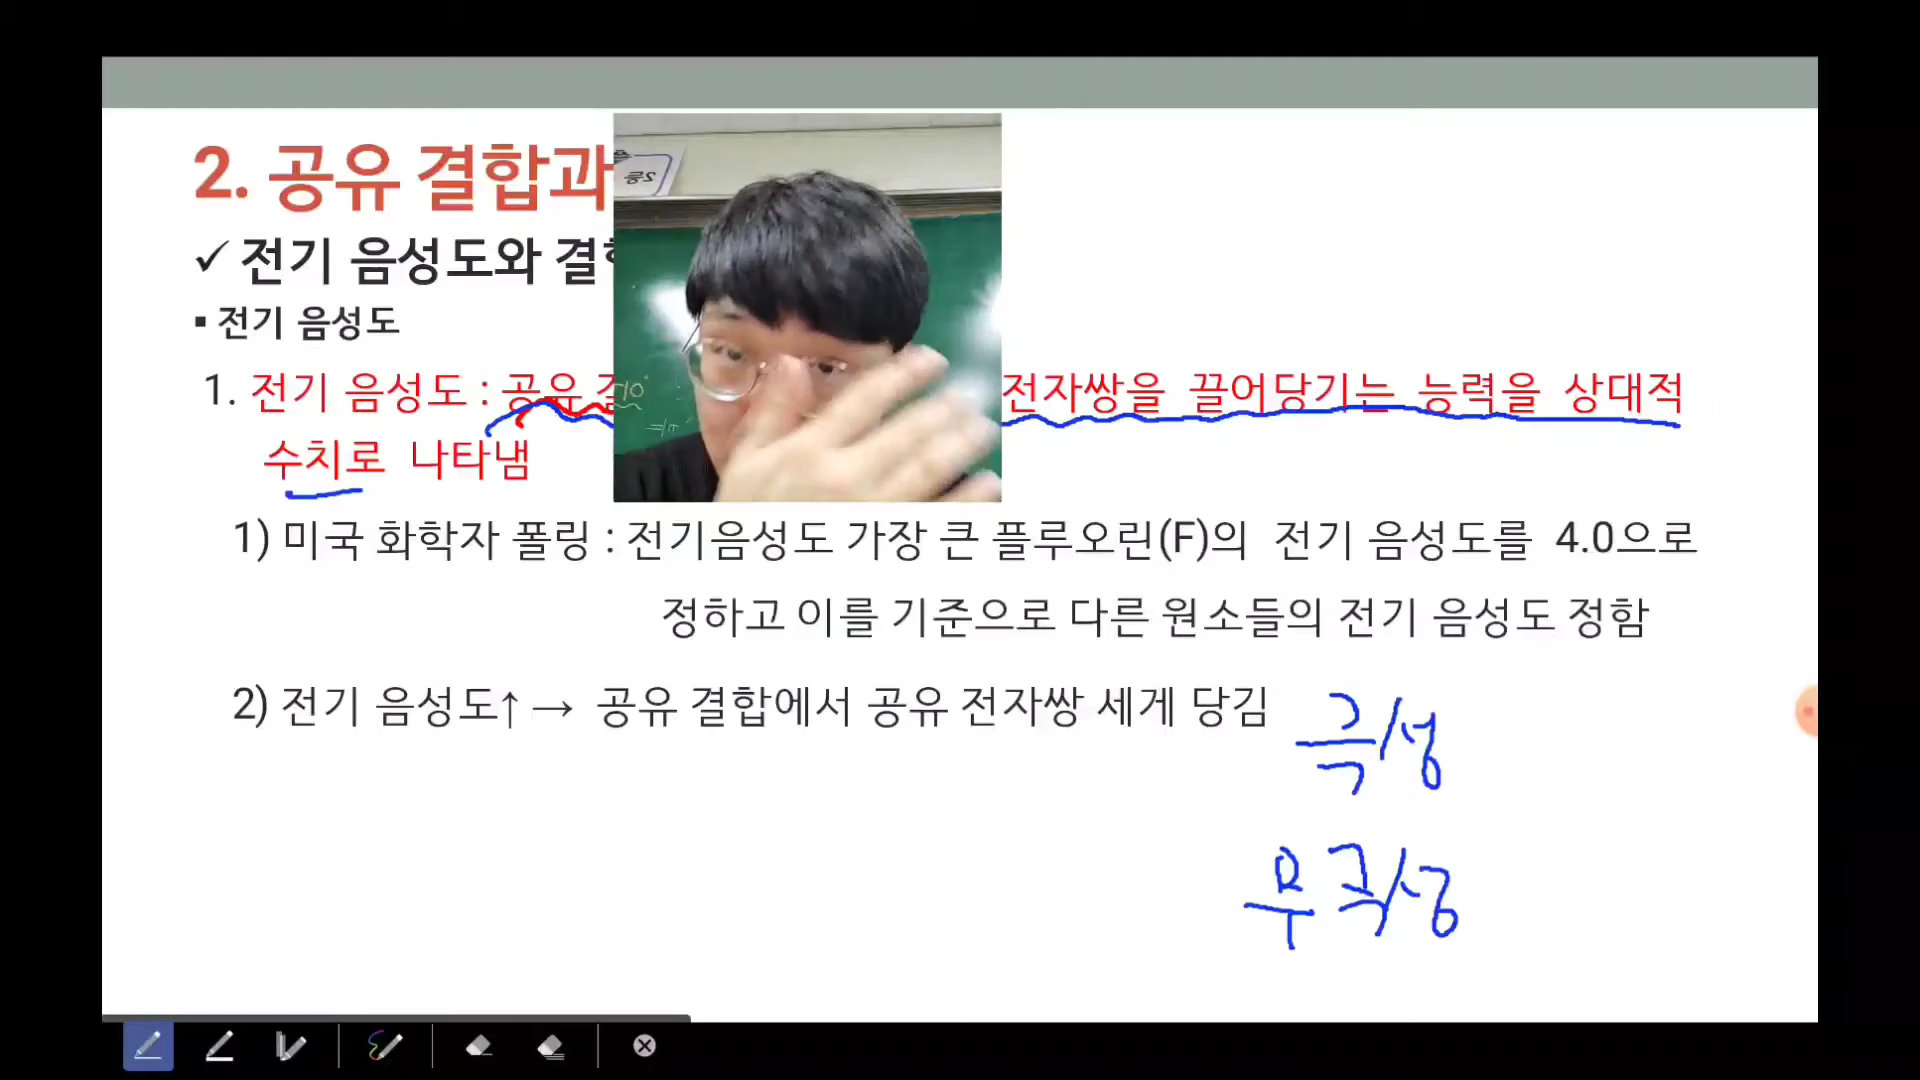 2. 공유 결합과
✓ 전기 음성도와
▪ 전기 음성도
1. 전기 음성도 : 공유 전자쌍을 끌어당기는 능력을 상대적
수치로 나타냄
1) 미국 화학자 폴링 : 전기음성도 가장 큰 플루오린(F)의 전기 음성도를 4.0으로
정하고 이를 기준으로 다른 원소들의 전기 음성도 정함
2) 전기 음성도↑ → 공유 결합에서 공유 전자쌍 세게 당김
극성
무극성